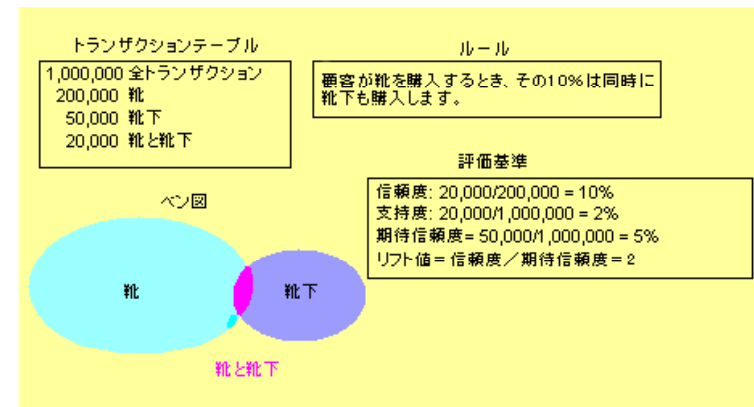 トランザクションテーブル
1,000,000 全トランザクション
200,000 靴
50,000 靴下
20,000 靴と靴下
ルール
顧客が靴を購入するとき、その10%は同時に
靴下も購入します。
評価基準
信頼度: 20,000/200,000 = 10%
支持度: 20,000/1,000,000 = 2%
期待信頼度= 50,000/1,000,000 = 5%
リフト値= 信頼度/期待信頼度= 2
ベン図
靴
靴下
靴と靴下